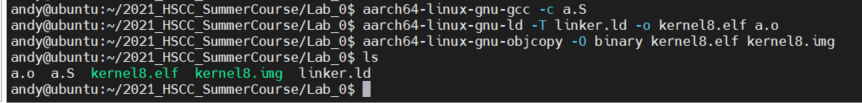 andy@ubuntu:~/2021_HSCC_SummerCourse/Lab_0$ aarch64-linux-gnu-gcc -c a.S
andy@ubuntu:~/2021_HSCC_SummerCourse/Lab_0$ aarch64-linux-gnu-ld -T linker.ld -o kernel8.elf a.o
andy@ubuntu:~/2021_HSCC_SummerCourse/Lab_0$ aarch64-linux-gnu-objcopy -O binary kernel8.elf kernel8.img
andy@ubuntu:~/2021_HSCC_SummerCourse/Lab_0$ ls
a.o  a.S  kernel8.elf  kernel8.img  linker.ld
andy@ubuntu:~/2021_HSCC_SummerCourse/Lab_0$